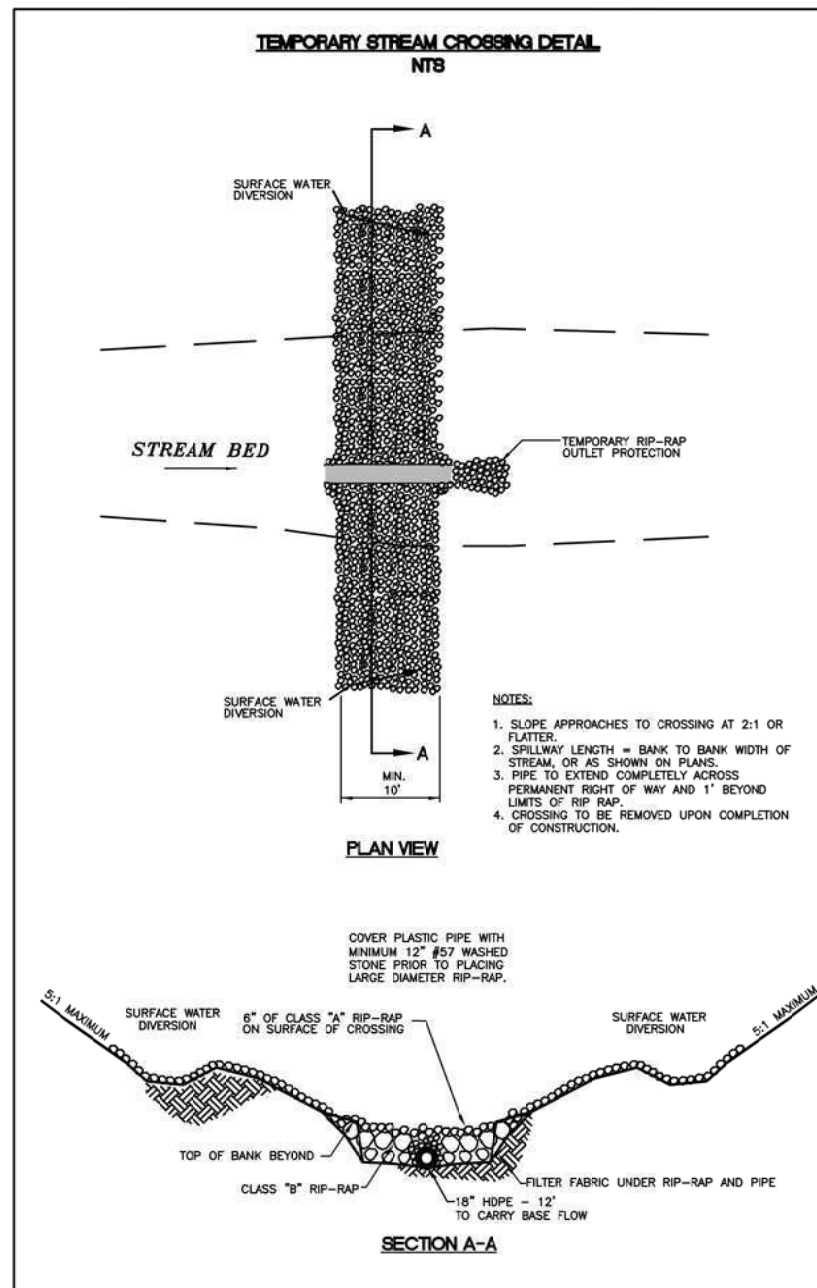 TEMPORARY STREAM CROSSING DETAIL
NTS
A
SURFACE WATER
DIVERSION
STREAM BED
TEMPORARY RIP-RAP
OUTLET PROTECTION
SURFACE WATER
DIVERSION
A
MIN.
10'
NOTES:
1. SLOPE APPROACHES TO CROSSING AT 2:1 OR
FLATTER.
2. SPILLWAY LENGTH = BANK TO BANK WIDTH OF
STREAM, OR AS SHOWN ON PLANS.
3. PIPE TO EXTEND COMPLETELY ACROSS
PERMANENT RIGHT OF WAY AND 1' BEYOND
LIMITS OF RIP RAP.
4. CROSSING TO BE REMOVED UPON COMPLETION
OF CONSTRUCTION.
PLAN VIEW
COVER PLASTIC PIPE WITH
MINIMUM 12" #57 WASHED
STONE PRIOR TO PLACING
LARGE DIAMETER RIP-RAP.
5:1 MAXIMUM
SURFACE WATER
DIVERSION
6" OF CLASS "A" RIP-RAP
ON SURFACE OF CROSSING
SURFACE WATER
DIVERSION
5:1 MAXIMUM
TOP OF BANK BEYOND
CLASS "B" RIP-RAP
FILTER FABRIC UNDER RIP-RAP AND PIPE
18" HDPE - 12'
TO CARRY BASE FLOW
SECTION A-A